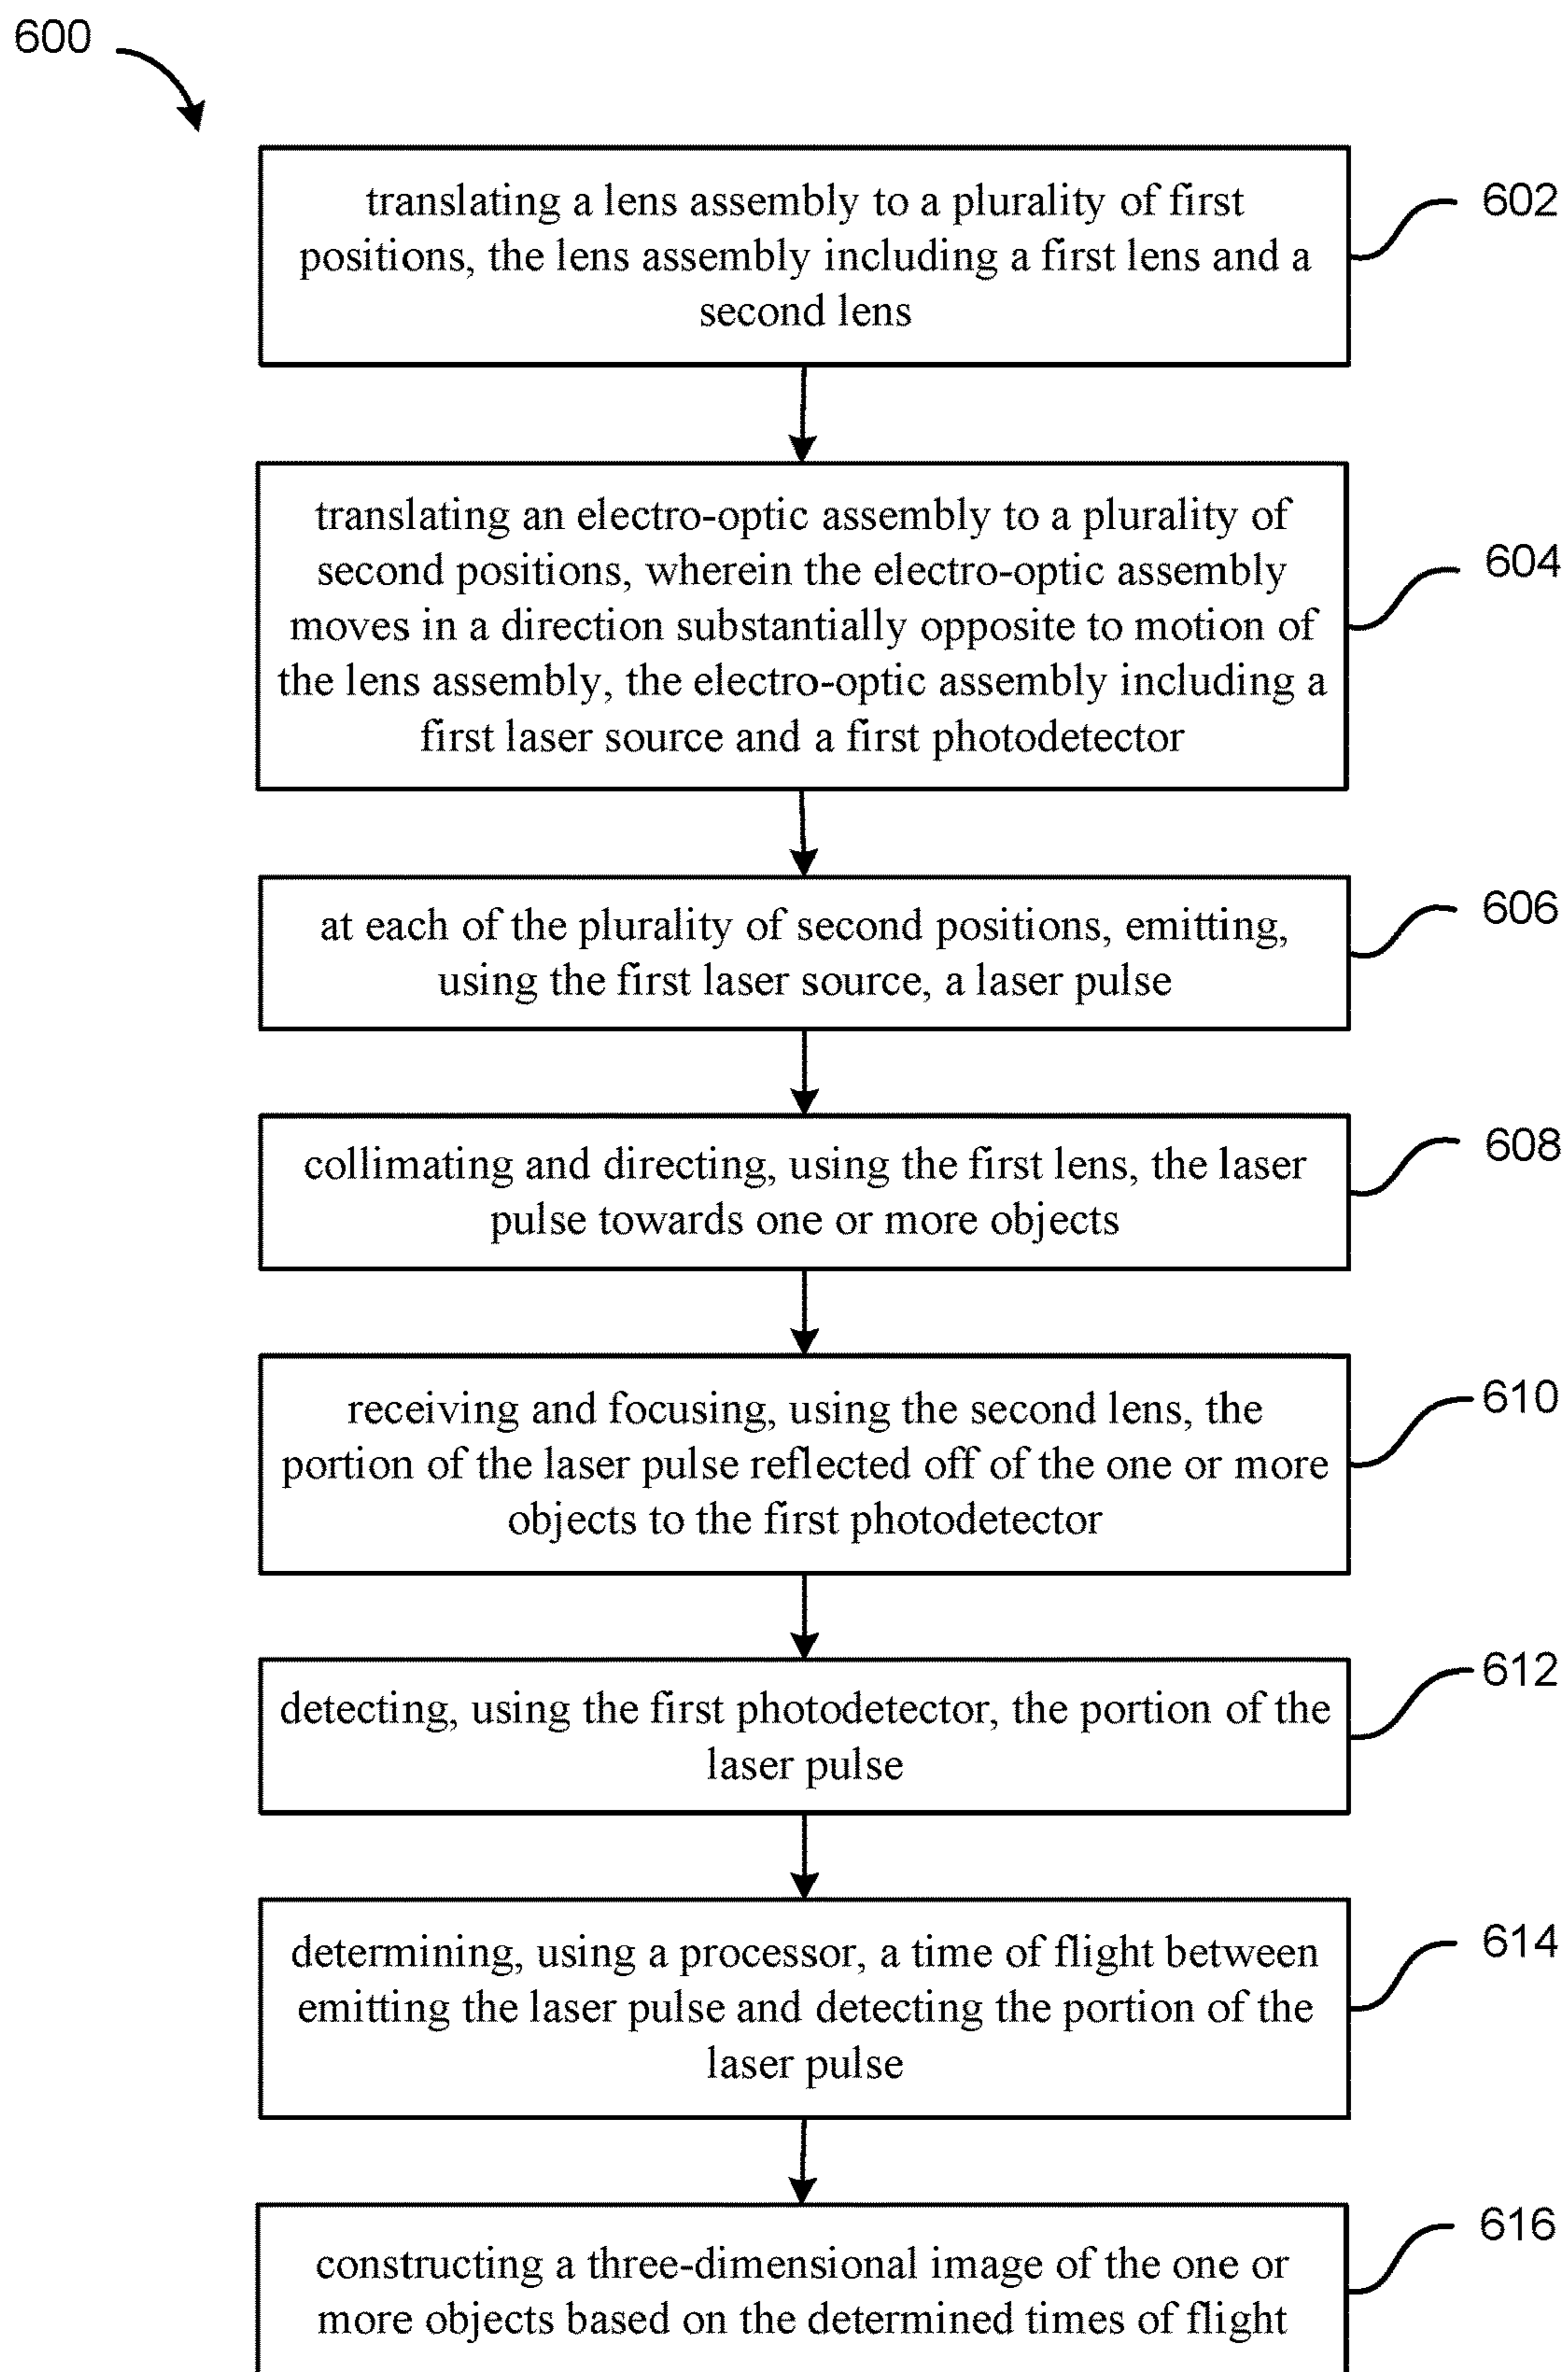 600
translating a lens assembly to a plurality of first
positions, the lens assembly including a first lens and a
second lens
602
translating an electro-optic assembly to a plurality of
second positions, wherein the electro-optic assembly
moves in a direction substantially opposite to motion of
the lens assembly, the electro-optic assembly including a
first laser source and a first photodetector
604
at each of the plurality of second positions, emitting,
using the first laser source, a laser pulse
606
collimating and directing, using the first lens, the laser
pulse towards one or more objects
608
receiving and focusing, using the second lens, the
portion of the laser pulse reflected off of the one or more
objects to the first photodetector
610
detecting, using the first photodetector, the portion of the
laser pulse
612
determining, using a processor, a time of flight between
emitting the laser pulse and detecting the portion of the
laser pulse
614
constructing a three-dimensional image of the one or
more objects based on the determined times of flight
616